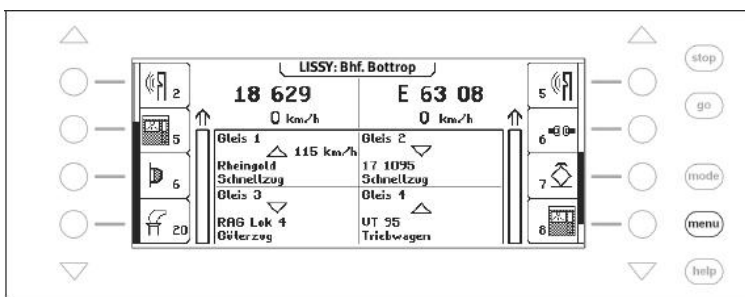 LISSY: Bhf. Bottrop
18 629
E 63 08
0 km/h
0 km/h
2
5
6
20
Gleis 1
115 km/h
Rheingold
Schnellzug
Gleis 2
17 1095
Schnellzug
Gleis 3
RAG Lok 4
Güterzug
Gleis 4
VT 95
Triebwagen
5
6
7
8
stop
go
mode
menu
help